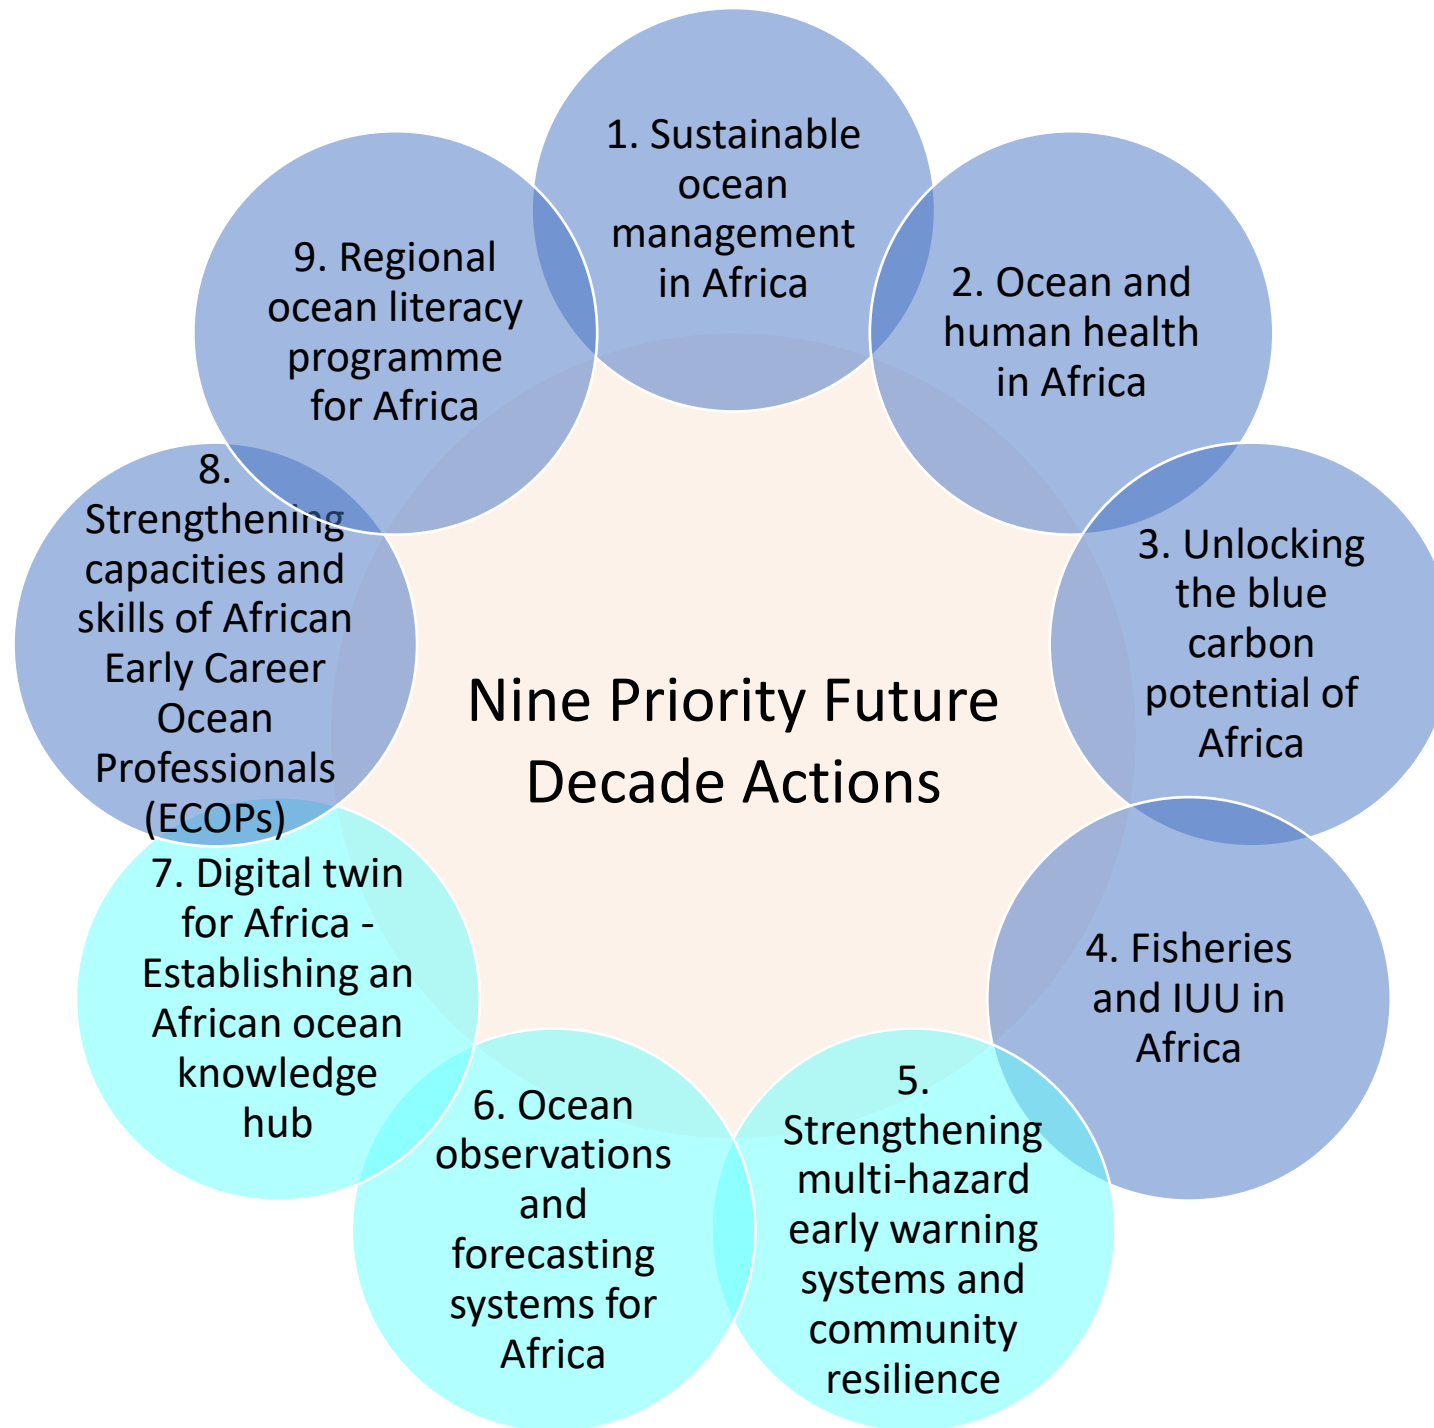 Nine Priority Future
Decade Actions
1. Sustainable
ocean
management
in Africa
2. Ocean and
human health
in Africa
3. Unlocking
the blue
carbon
potential of
Africa
4. Fisheries
and IUU in
Africa
5.
Strengthening
multi-hazard
early warning
systems and
community
resilience
6. Ocean
observations
and
forecasting
systems for
Africa
7. Digital twin
for Africa -
Establishing an
African ocean
knowledge
hub
8.
Strengthening
capacities and
skills of African
Early Career
Ocean
Professionals
(ECOPs)
9. Regional
ocean literacy
programme
for Africa